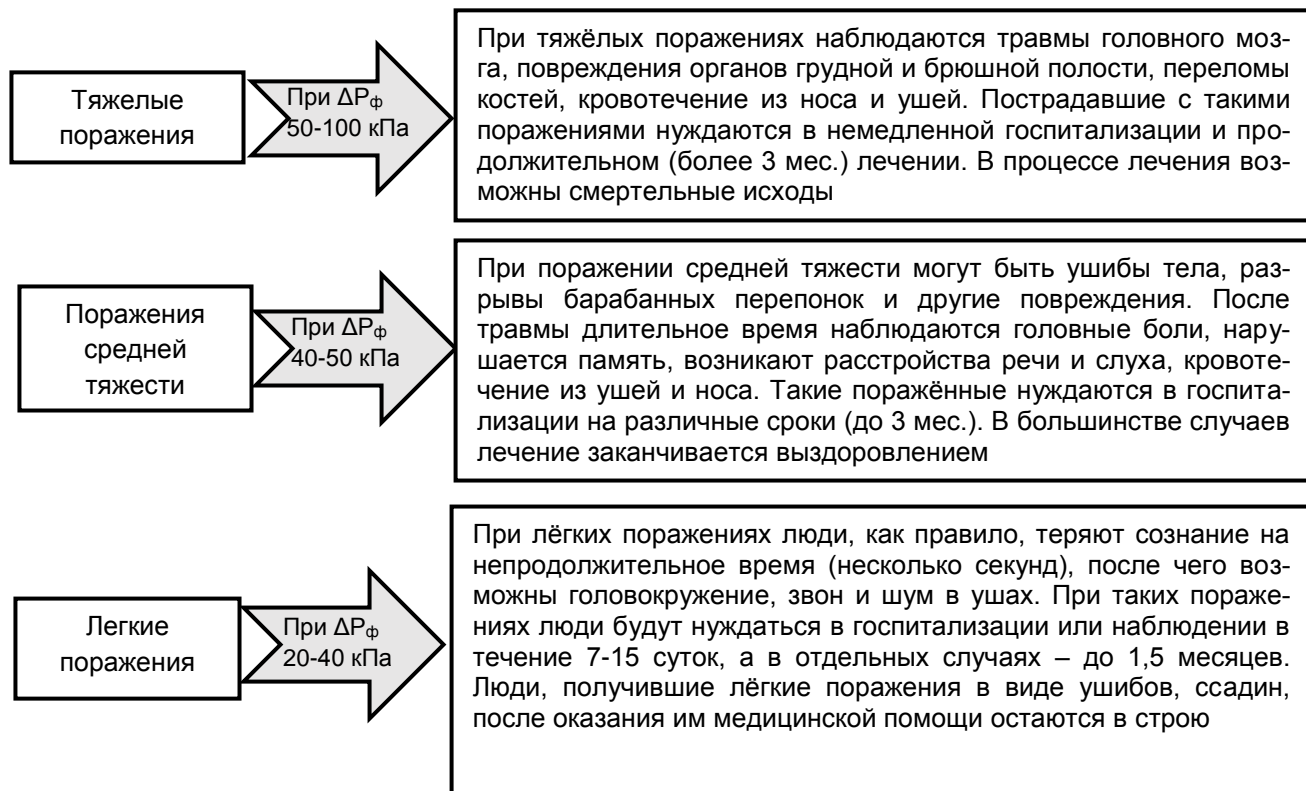 Тяжелые
поражения
При ΔPф
50-100 кПа
При тяжёлых поражениях наблюдаются травмы головного моз-
га, повреждения органов грудной и брюшной полости, переломы
костей, кровотечение из носа и ушей. Пострадавшие с такими
поражениями нуждаются в немедленной госпитализации и про-
должительном (более 3 мес.) лечении. В процессе лечения воз-
можны смертельные исходы
Поражения
средней
тяжести
При ΔPф
40-50 кПа
При поражении средней тяжести могут быть ушибы тела, раз-
рывы барабанных перепонок и другие повреждения. После
травмы длительное время наблюдаются головные боли, нару-
шается память, возникают расстройства речи и слуха, кровоте-
чение из ушей и носа. Такие поражённые нуждаются в госпита-
лизации на различные сроки (до 3 мес.). В большинстве случаев
лечение заканчивается выздоровлением
Легкие
поражения
При ΔPф
20-40 кПа
При лёгких поражениях люди, как правило, теряют сознание на
непродолжительное время (несколько секунд), после чего воз-
можны головокружение, звон и шум в ушах. При таких пораже-
ниях люди будут нуждаться в госпитализации или наблюдении в
течение 7-15 суток, а в отдельных случаях – до 1,5 месяцев.
Люди, получившие лёгкие поражения в виде ушибов, ссадин,
после оказания им медицинской помощи остаются в строю